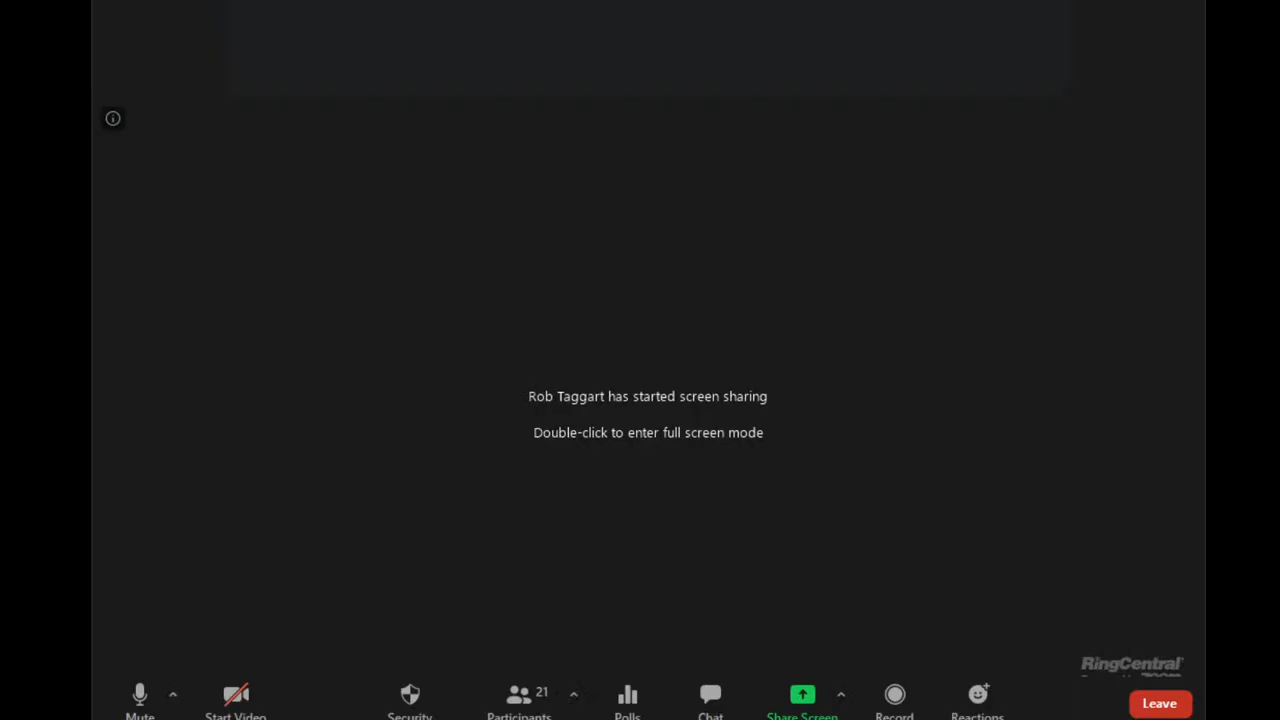 Rob Taggart has started screen sharing
Double-click to enter full screen mode
RingCentral
21
Mute
Start Video
Security
Participants
Polls
Chat
Share Screen
Record
Reactions
Leave